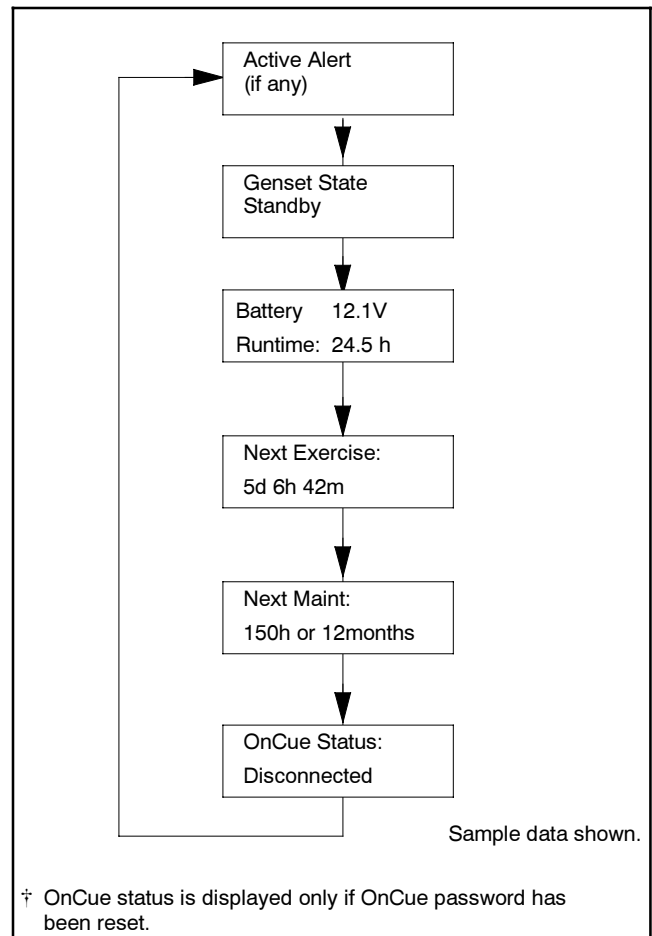 Active Alert
(if any)
Genset State
Standby
Battery 12.1V
Runtime: 24.5 h
Next Exercise:
5d 6h 42m
Next Maint:
150h or 12months
OnCue Status:
Disconnected
Sample data shown.
† OnCue status is displayed only if OnCue password has
been reset.